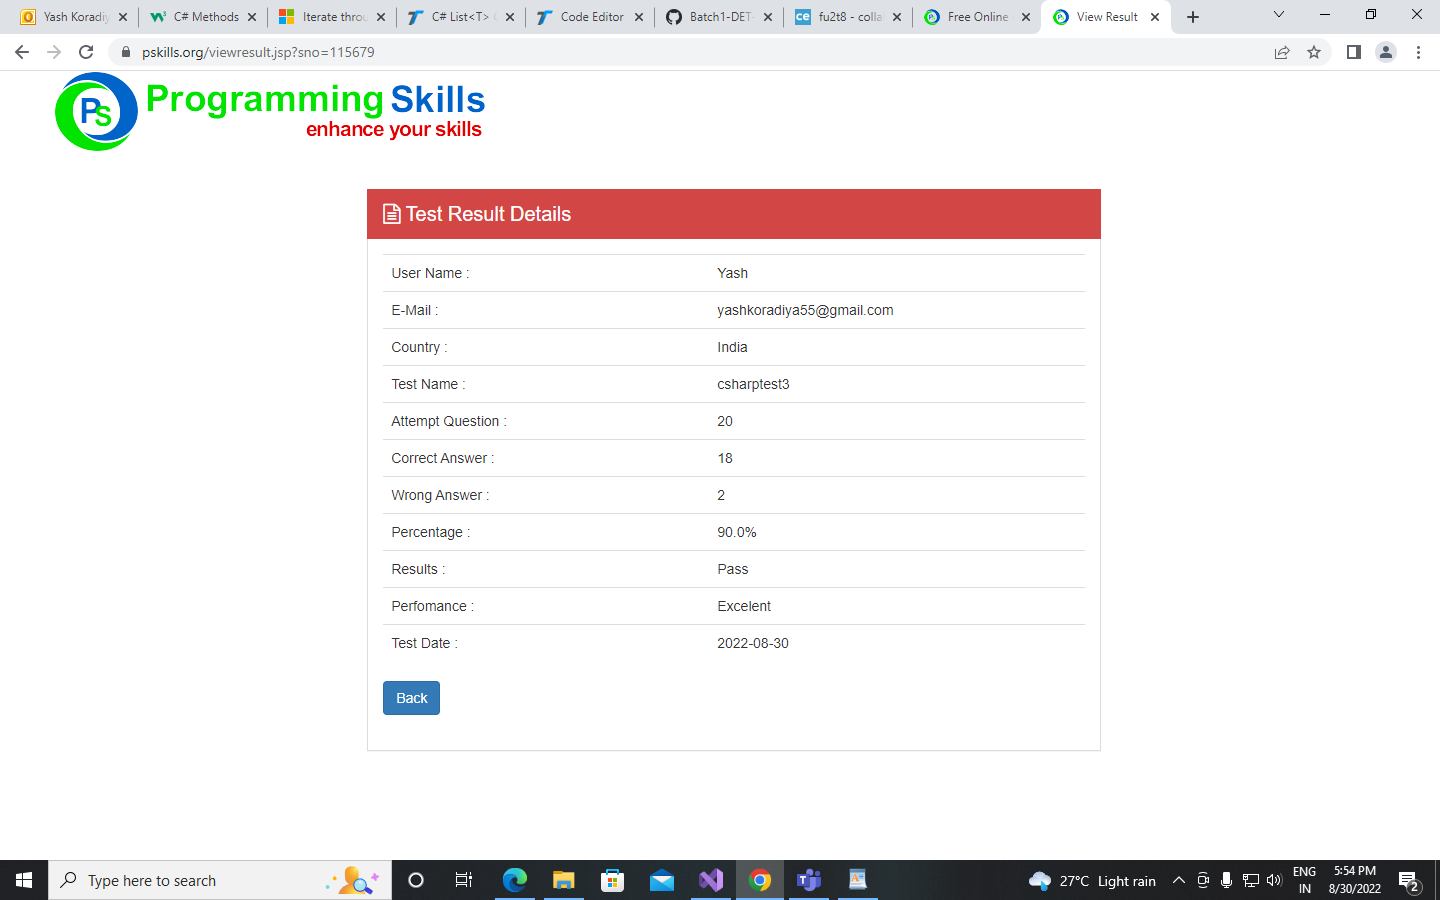 Yash Koradiy
C# Methods
Iterate throu
C# List<T>
Code Editor
Batch1-DET-
fu2t8 - colla
Free Online
View Result
pskills.org/viewresult.jsp?sno=115679
PS
Programming Skills
enhance your skills
Test Result Details
User Name : Yash
E-Mail : yashkoradiya55@gmail.com
Country : India
Test Name : csharptest3
Attempt Question : 20
Correct Answer : 18
Wrong Answer : 2
Percentage : 90.0%
Results : Pass
Perfomance : Excelent
Test Date : 2022-08-30
Back
Type here to search
27°C Light rain
ENG
IN
5:54 PM
8/30/2022
2